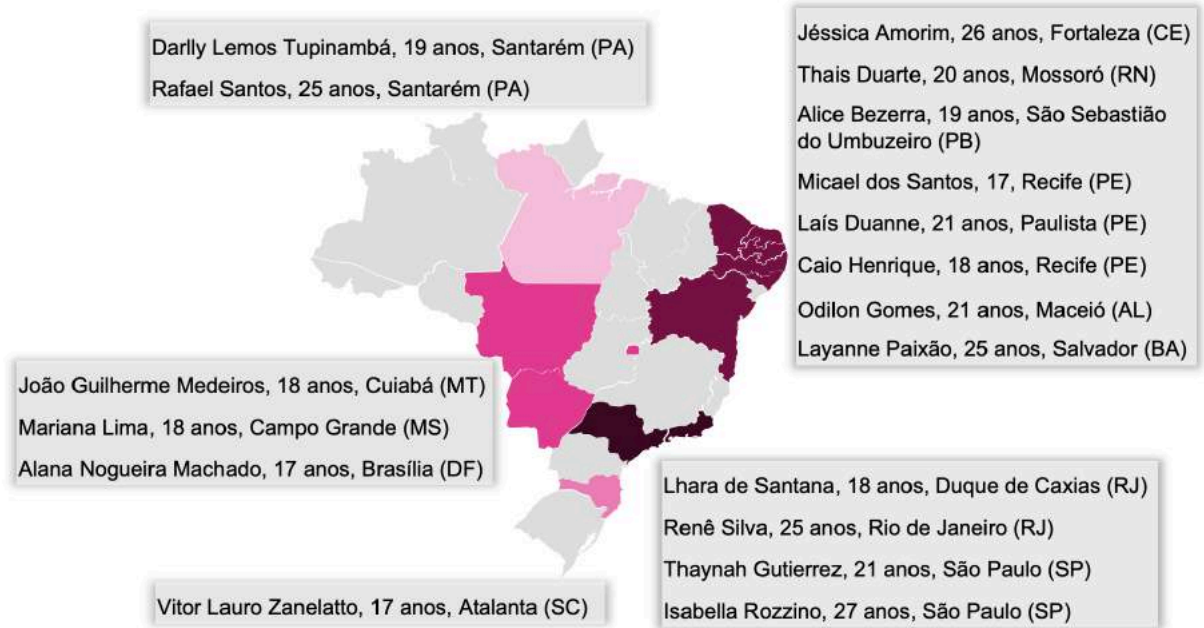 Darlly Lemos Tupinambá, 19 anos, Santarém (PA)
Rafael Santos, 25 anos, Santarém (PA)
Jéssica Amorim, 26 anos, Fortaleza (CE)
Thais Duarte, 20 anos, Mossoró (RN)
Alice Bezerra, 19 anos, São Sebastião
do Umbuzeiro (PB)
Micael dos Santos, 17, Recife (PE)
Laís Duanne, 21 anos, Paulista (PE)
Caio Henrique, 18 anos, Recife (PE)
Odilon Gomes, 21 anos, Maceió (AL)
Layanne Paixão, 25 anos, Salvador (BA)
João Guilherme Medeiros, 18 anos, Cuiabá (MT)
Mariana Lima, 18 anos, Campo Grande (MS)
Alana Nogueira Machado, 17 anos, Brasília (DF)
Lhara de Santana, 18 anos, Duque de Caxias (RJ)
Renê Silva, 25 anos, Rio de Janeiro (RJ)
Thaynah Gutierrez, 21 anos, São Paulo (SP)
Isabella Rozzino, 27 anos, São Paulo (SP)
Vitor Lauro Zanelatto, 17 anos, Atalanta (SC)